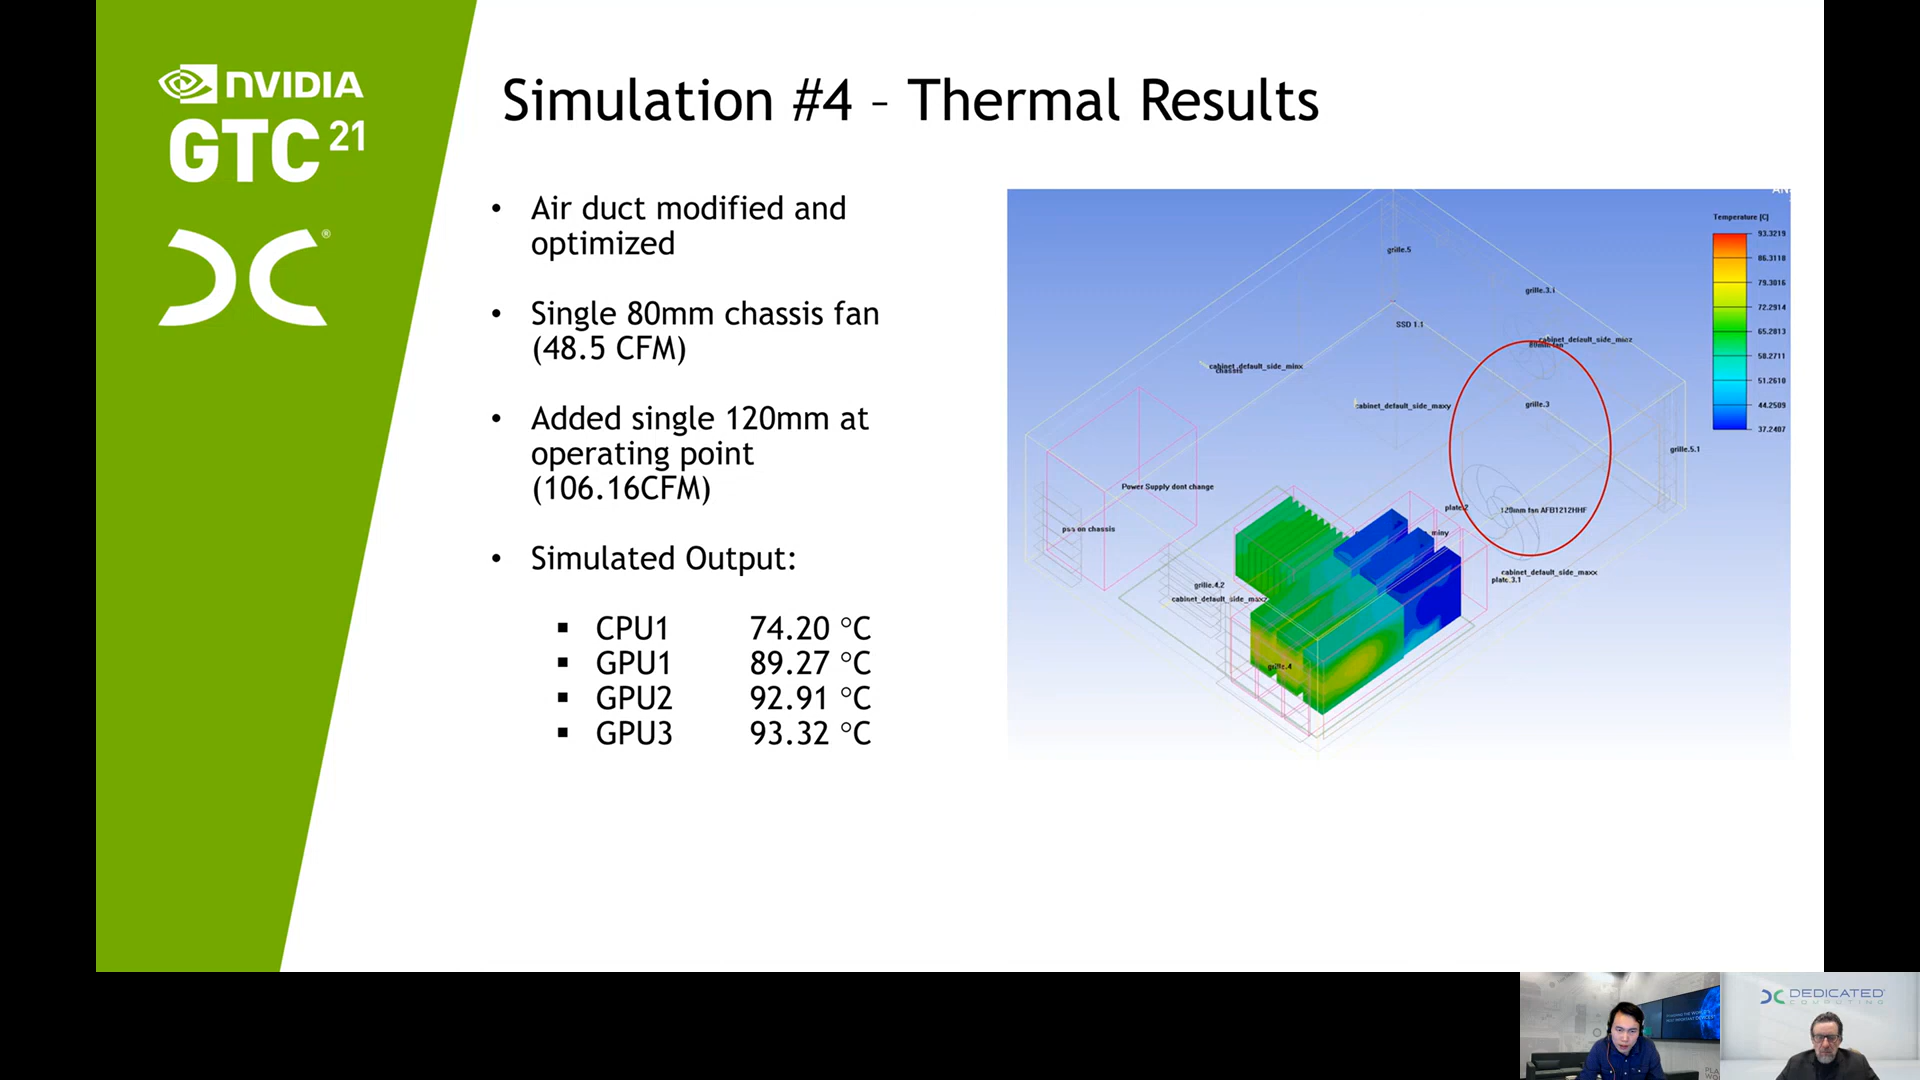 NVIDIA
GTC 21
®
Simulation #4 – Thermal Results
• Air duct modified and
optimized
• Single 80mm chassis fan
(48.5 CFM)
• Added single 120mm at
operating point
(106.16CFM)
• Simulated Output:
▪ CPU1 74.20 °C
▪ GPU1 89.27 °C
▪ GPU2 92.91 °C
▪ GPU3 93.32 °C
Temperature [C]
93.3219
86.3118
79.3016
72.2914
65.2813
58.2711
51.2610
44.2509
37.2407
grille.5
grille.3.1
SSD 1.1
cabinet_default_side_minz
80mm fan
cabinet_default_side_minx
chassis
cabinet_default_side_maxy
grille.3
grille.5.1
Power Supply dont change
plate.2
120mm fan AFB1212HHF
psu on chassis
miny
cabinet_default_side_maxx
plate.3.1
grille.4.2
cabinet_default_side_maxz
grille.4
DEDICATED
COMPUTING